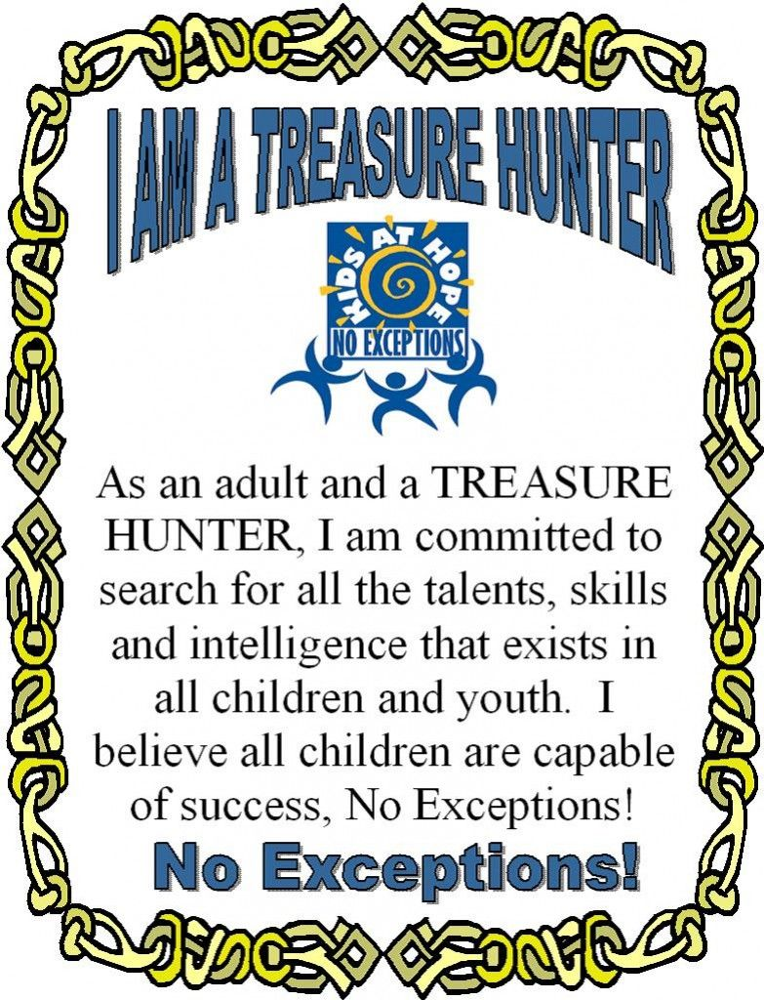 I AM A TREASURE HUNTER
KIDS AT HOPE
NO EXCEPTIONS
As an adult and a TREASURE
HUNTER, I am committed to
search for all the talents, skills
and intelligence that exists in
all children and youth.  I
believe all children are capable
of success, No Exceptions!
No Exceptions!